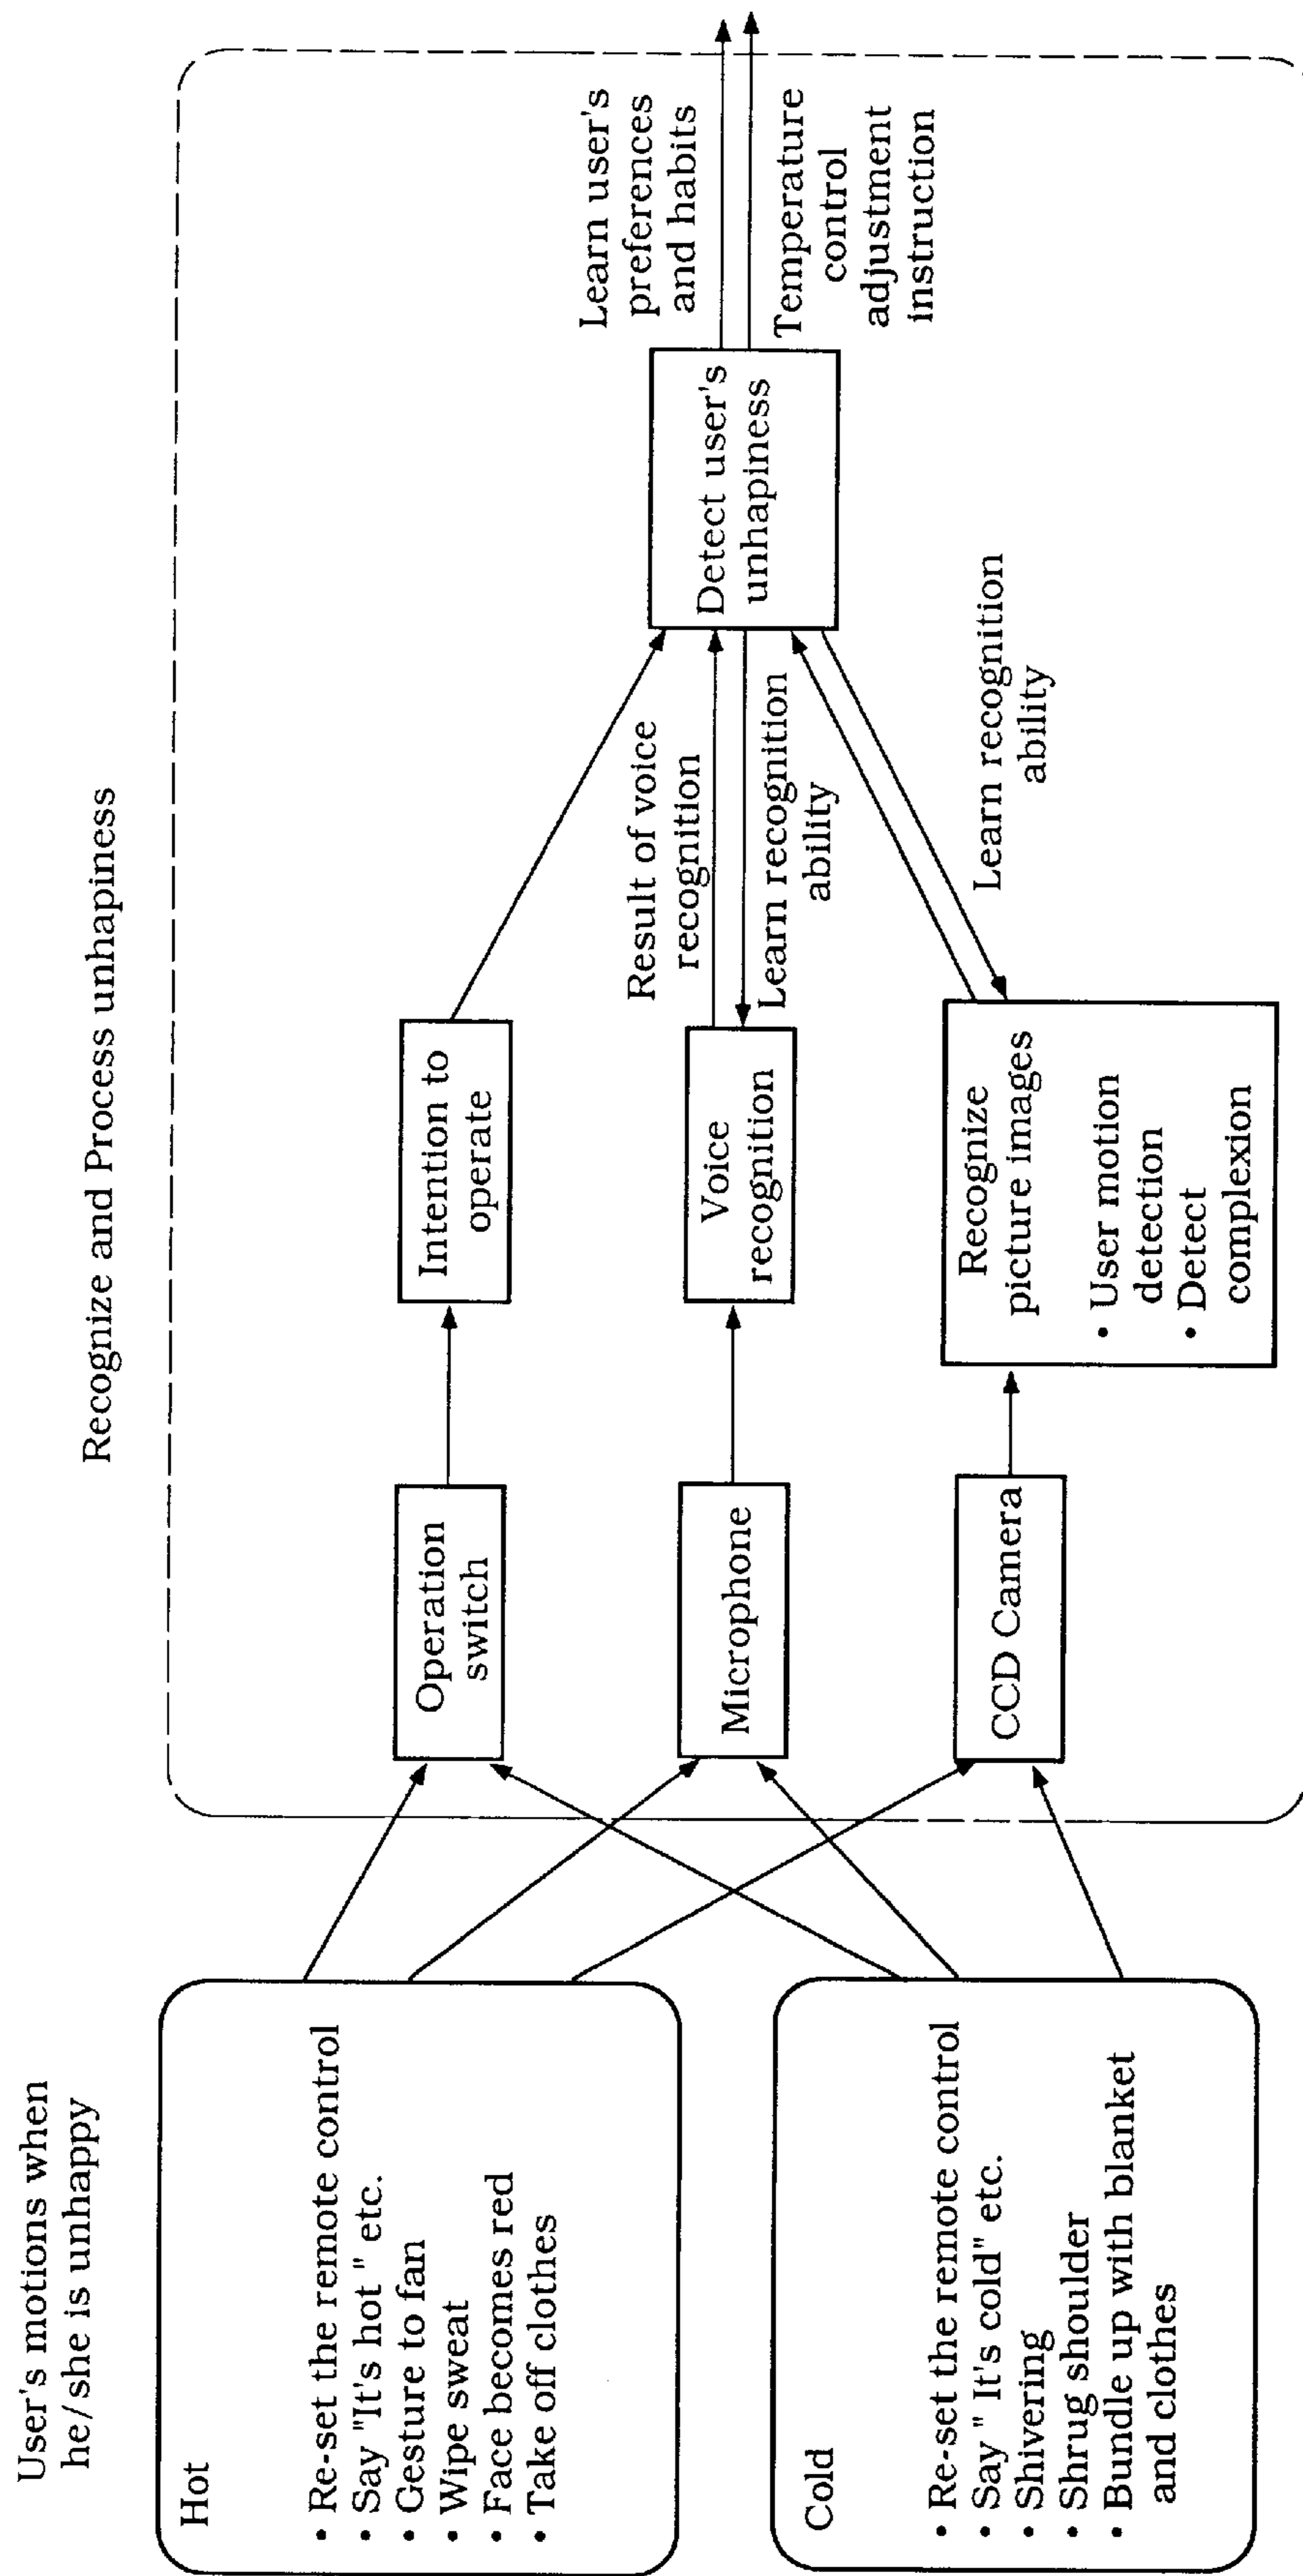 User's motions when
he/she is unhappy
Hot
• Re-set the remote control
• Say "It's hot " etc.
• Gesture to fan
• Wipe sweat
• Face becomes red
• Take off clothes
Cold
• Re-set the remote control
• Say " It's cold" etc.
• Shivering
• Shrug shoulder
• Bundle up with blanket
and clothes
Recognize and Process unhapiness
Operation
switch
Microphone
CCD Camera
Intention to
operate
Voice
recognition
Recognize
picture images
• User motion
detection
• Detect
complexion
Result of voice
recognition
Learn recognition
ability
Learn recognition
ability
Detect user's
unhapiness
Learn user's
preferences
and habits
Temperature
control
adjustment
instruction